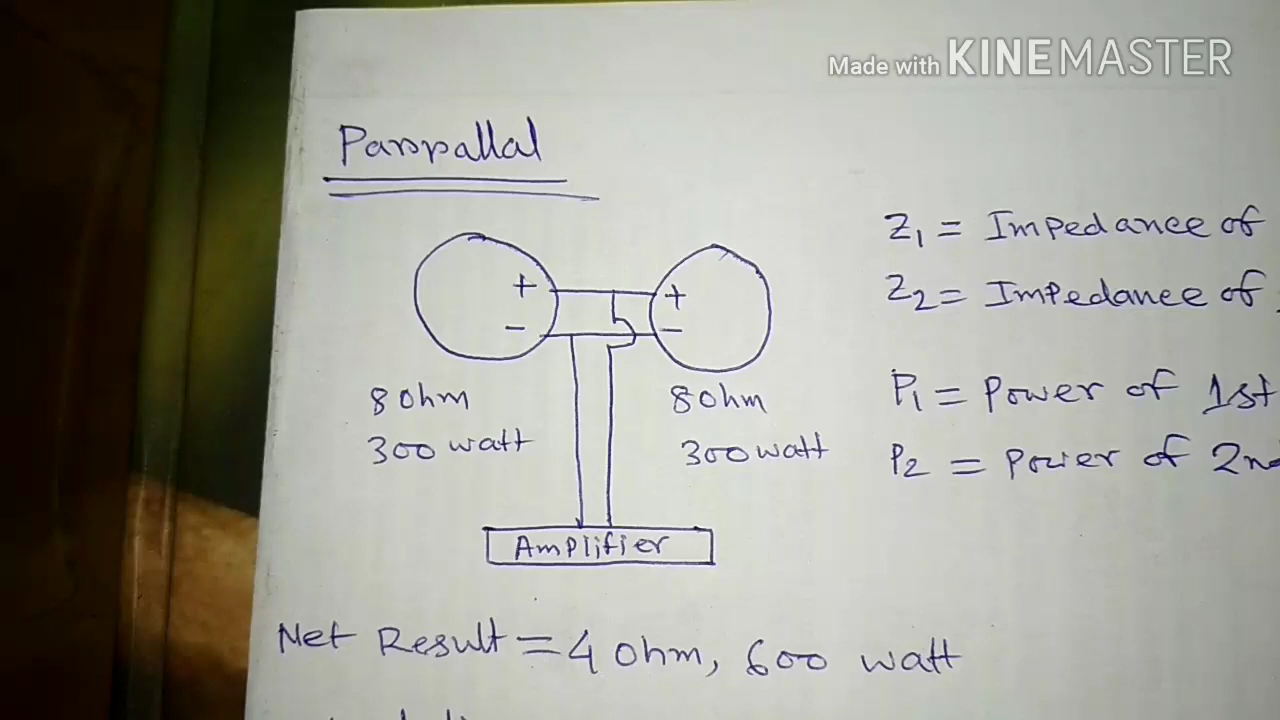 Made with KINEMASTER
Parpallal
Z1 = Impedance of
Z2 = Impedance of
+ +
- -
8 ohm
300 watt
8 ohm
300 watt
P1 = Power of 1st
P2 = Power of 2n
Amplifier
Net Result = 4 ohm, 600 watt